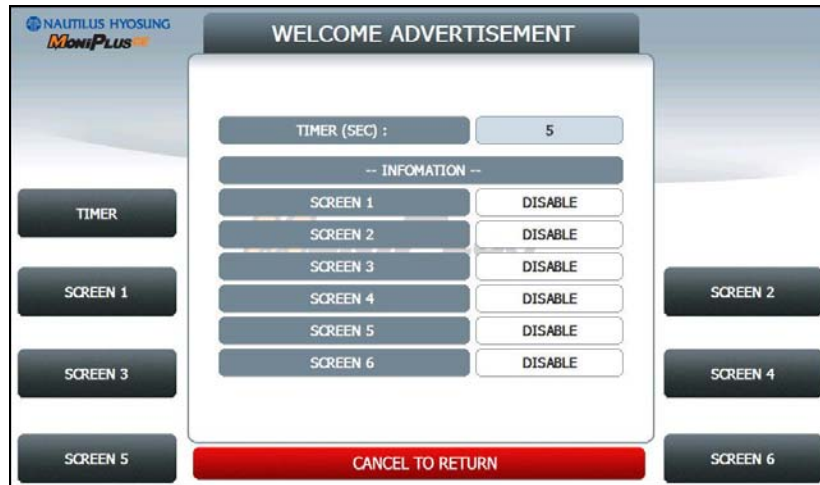 NAUTILUS HYOSUNG
MONIPLUS
WELCOME ADVERTISEMENT
TIMER (SEC) : 5
-- INFOMATION --
SCREEN 1 DISABLE
SCREEN 2 DISABLE
SCREEN 3 DISABLE
SCREEN 4 DISABLE
SCREEN 5 DISABLE
SCREEN 6 DISABLE
TIMER
SCREEN 1
SCREEN 2
SCREEN 3
SCREEN 4
SCREEN 5
CANCEL TO RETURN
SCREEN 6